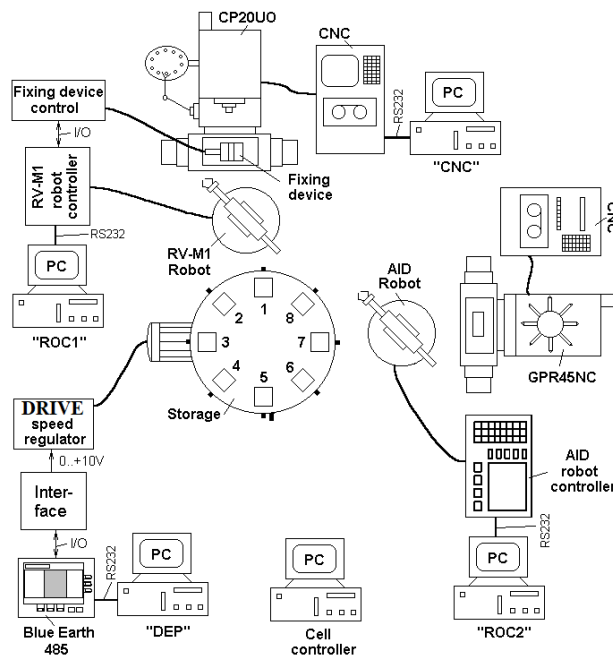 CP20UO
CNC
Fixing device
control
PC
RS232
I/O
"CNC"
RV-M1
robot
controller
Fixing
device
CNC
RS232
RV-M1
Robot
AID
Robot
PC
"ROC1"
1
2
8
3
7
4
6
5
GPR45NC
Storage
DRIVE
speed
regulator
AID
robot
controller
0..+10V
Inter-
face
RS232
I/O
PC
RS232
PC
PC
Blue Earth
485
"DEP"
Cell
controller
"ROC2"